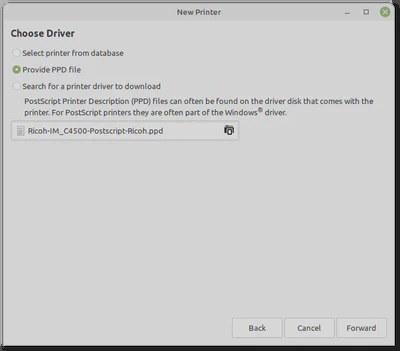 New Printer
Choose Driver
Select printer from database
Provide PPD file
Search for a printer driver to download
PostScript Printer Description (PPD) files can often be found on the driver disk that comes with the
printer. For PostScript printers they are often part of the Windows® driver.
Ricoh-IM_C4500-Postscript-Ricoh.ppd
Back Cancel Forward